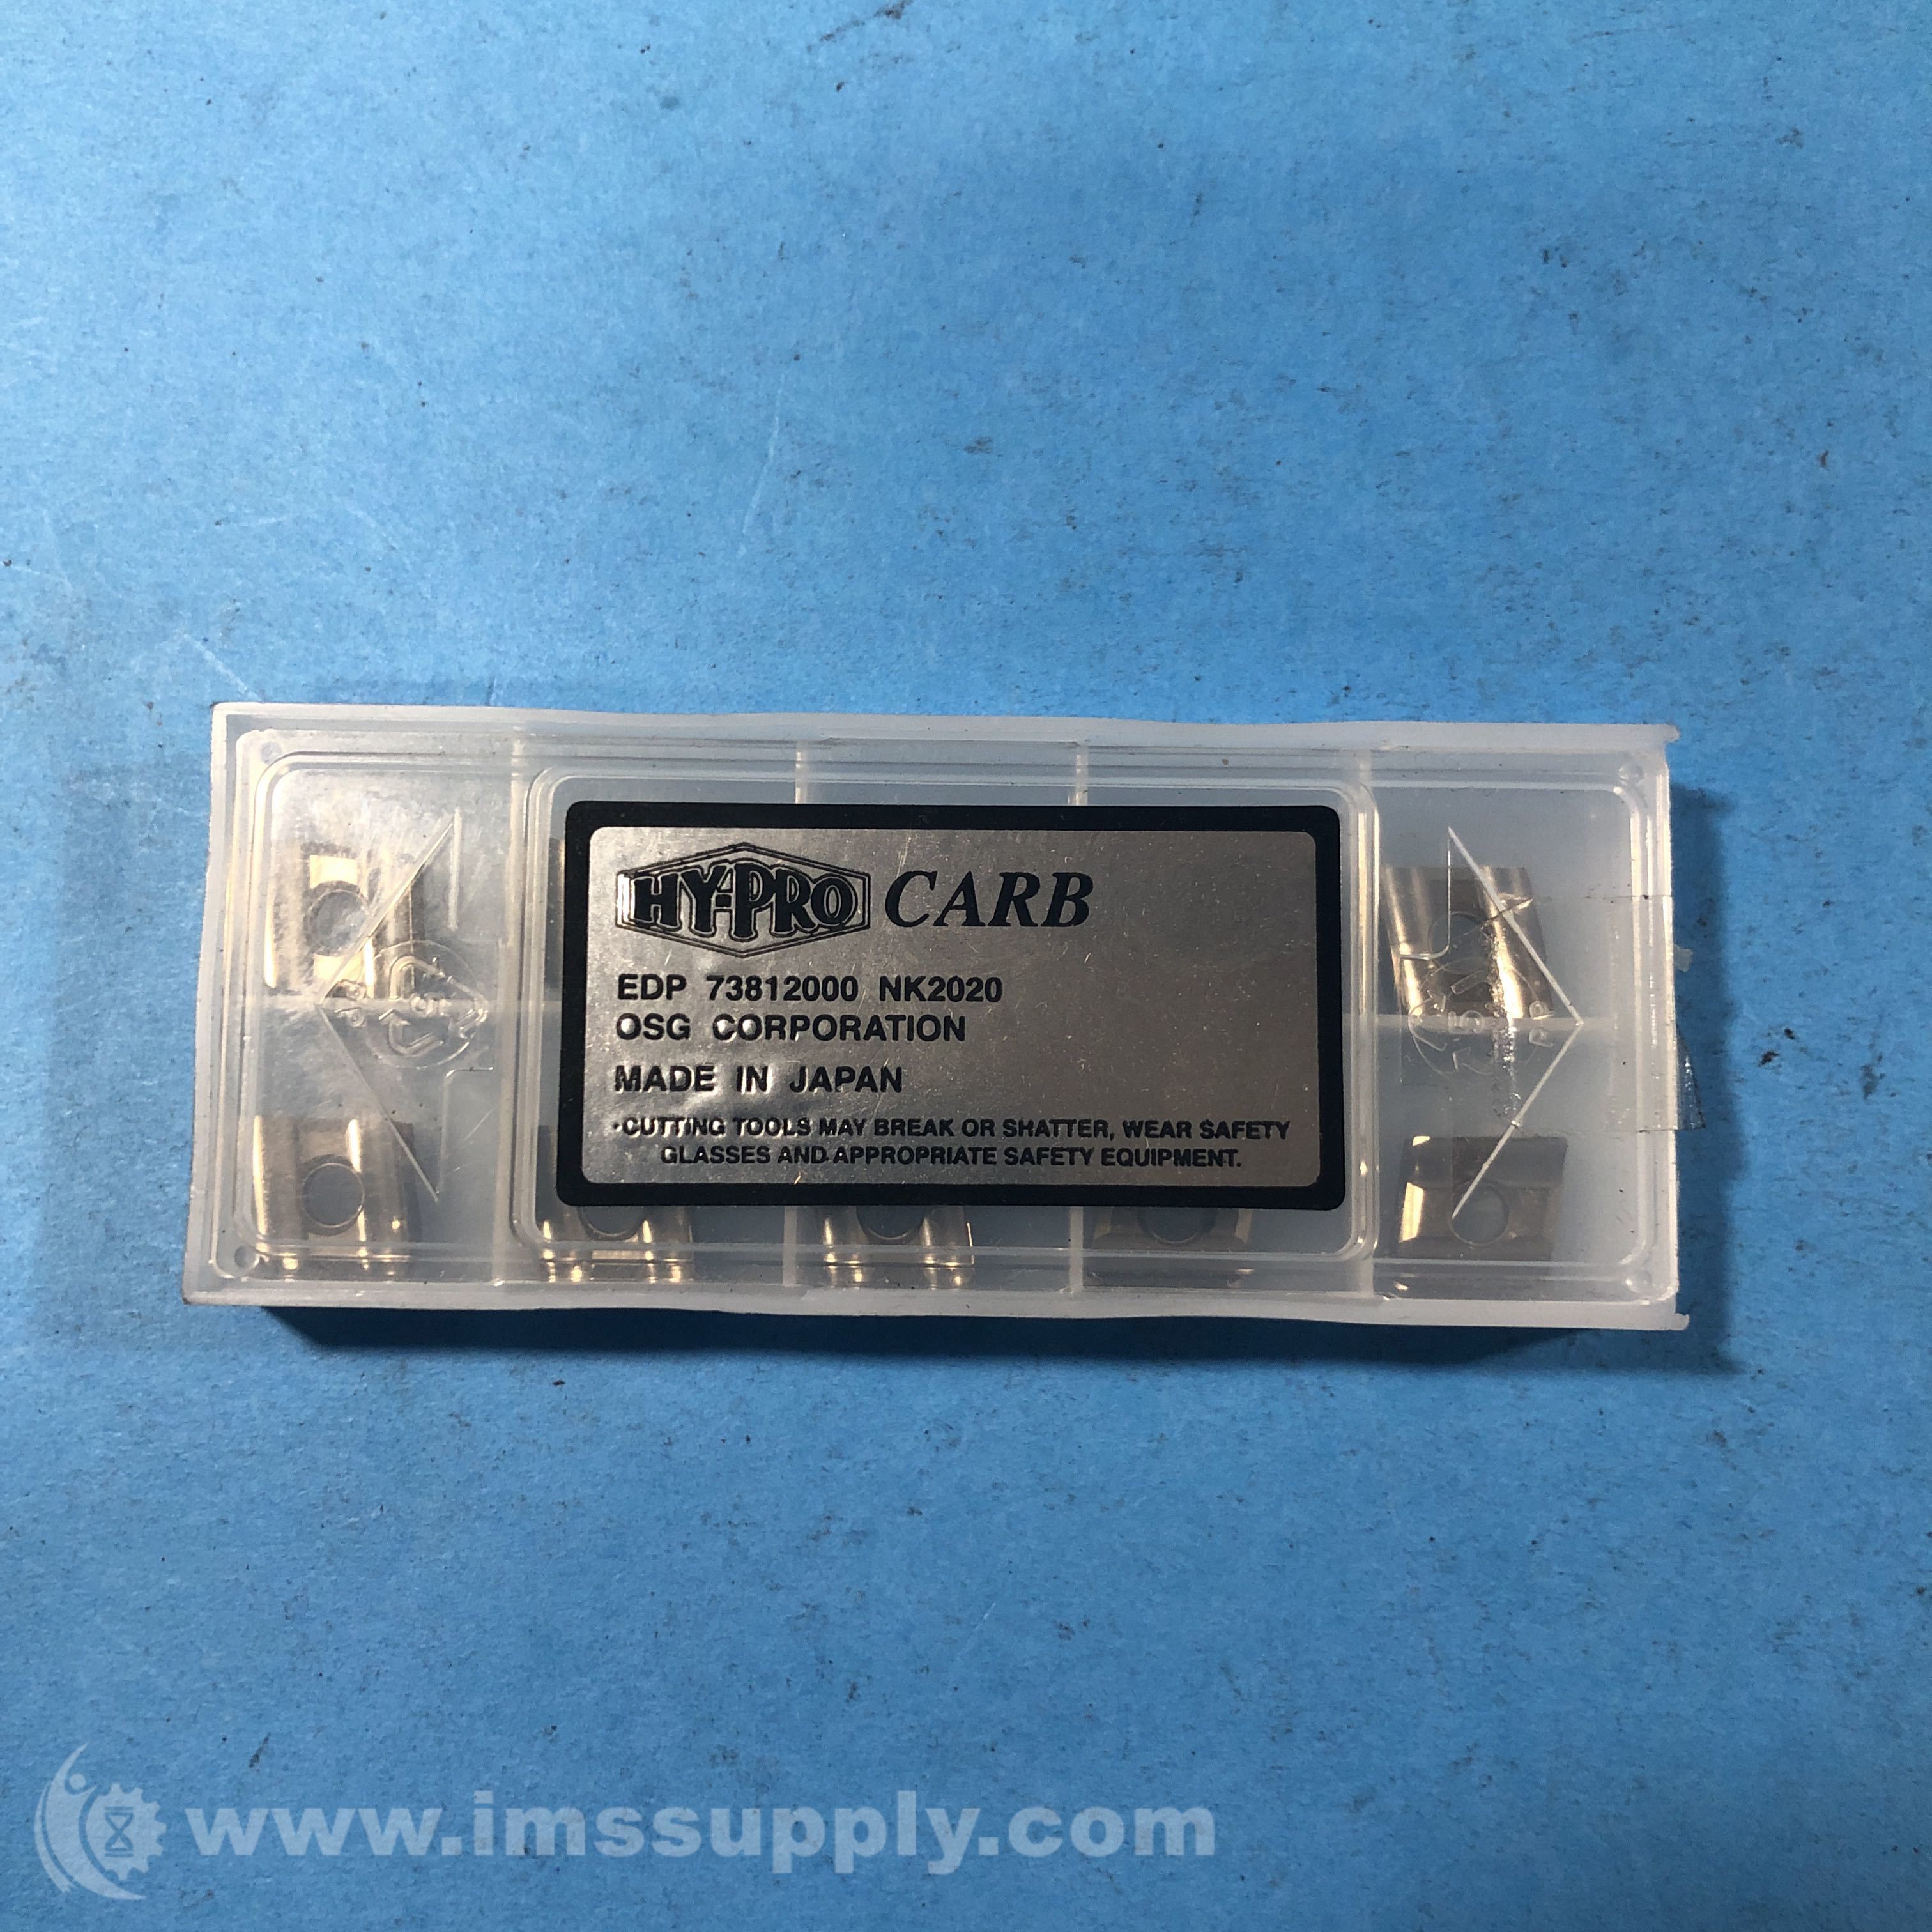 HY-PRO CARB
EDP 73812000 NK2020
OSG CORPORATION
MADE IN JAPAN
•CUTTING TOOLS MAY BREAK OR SHATTER, WEAR SAFETY
GLASSES AND APPROPRIATE SAFETY EQUIPMENT.
www.imssupply.com